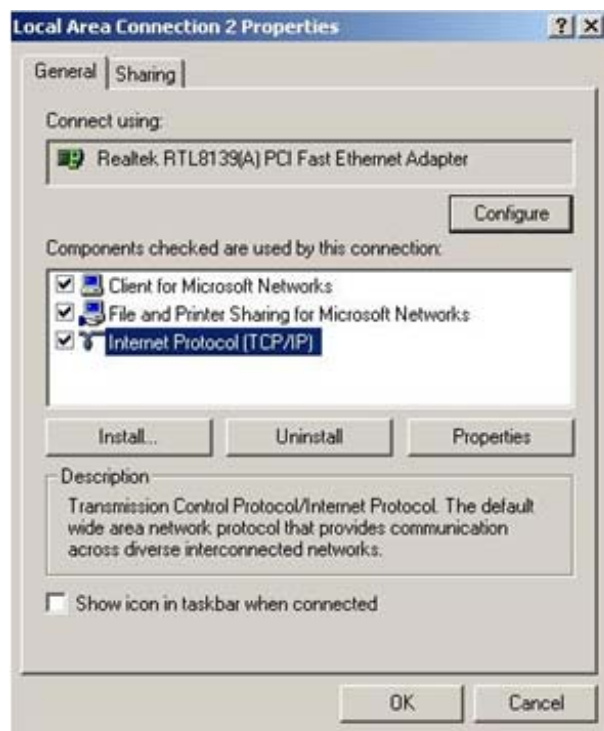 Local Area Connection 2 Properties
General
Sharing
Connect using:
Realtek RTL8139(A) PCI Fast Ethernet Adapter
Configure
Components checked are used by this connection:
Client for Microsoft Networks
File and Printer Sharing for Microsoft Networks
Internet Protocol (TCP/IP)
Install...
Uninstall
Properties
Description
Transmission Control Protocol/Internet Protocol. The default
wide area network protocol that provides communication
across diverse interconnected networks.
Show icon in taskbar when connected
OK
Cancel